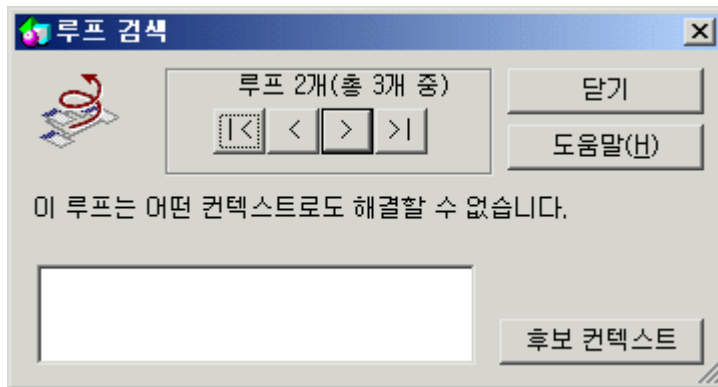 루프 검색
루프 2개(총 3개 중)
닫기
|< < > >|
도움말(H)
이 루프는 어떤 컨텍스트로도 해결할 수 없습니다.
후보 컨텍스트